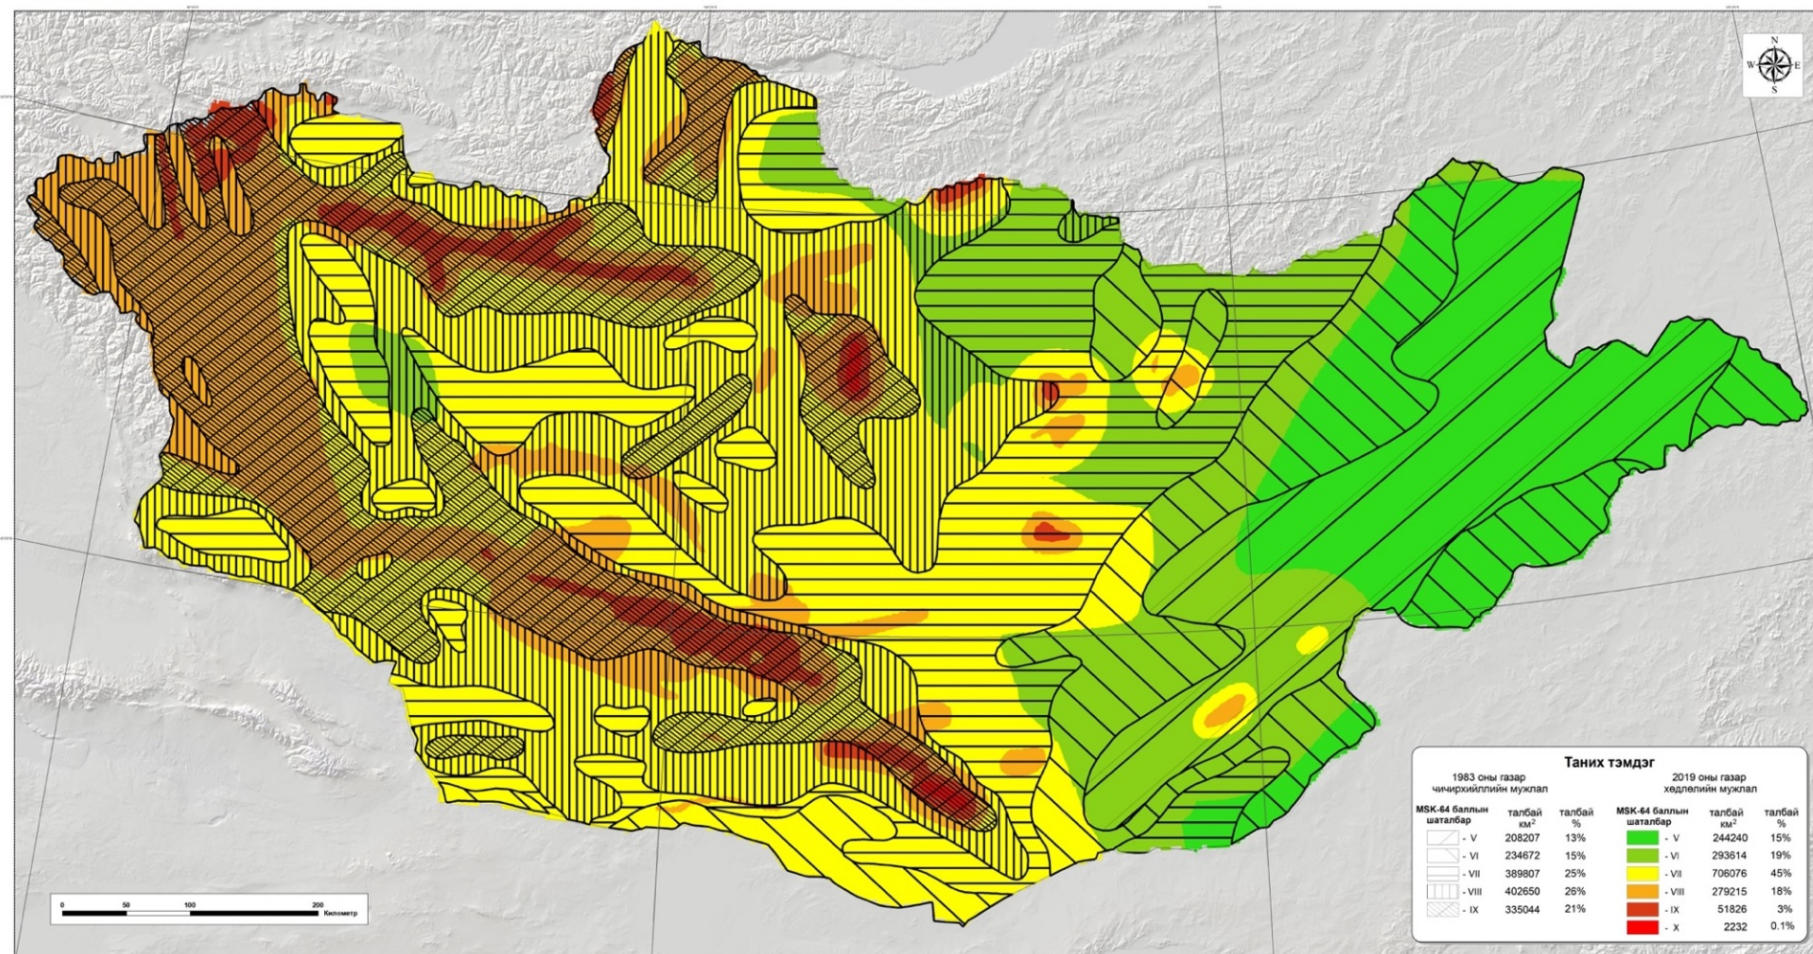 N
W E
S
Таних тэмдэг
1983 оны газар
чичирхийллийн мужлал
MSK-64 баллын
шаталбар
талбай
км²
талбай
%
- V 208207 13%
- VI 234672 15%
- VII 389807 25%
- VIII 402650 26%
- IX 335044 21%
2019 оны газар
хөдлөлийн мужлал
MSK-64 баллын
шаталбар
талбай
км²
талбай
%
- V 244240 15%
- VI 293614 19%
- VII 706076 45%
- VIII 279215 18%
- IX 51826 3%
- X 2232 0.1%
0 50 100 200
Километр